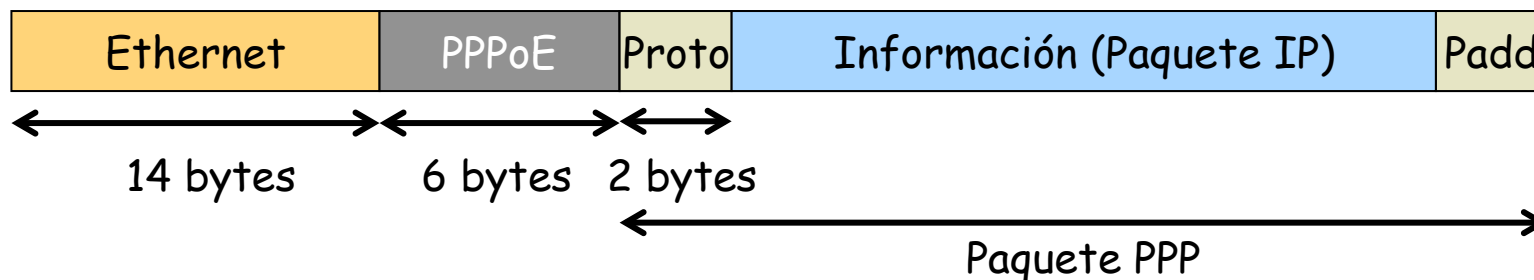 Ethernet PPPoE Proto Información (Paquete IP) Padd
14 bytes 6 bytes 2 bytes
Paquete PPP